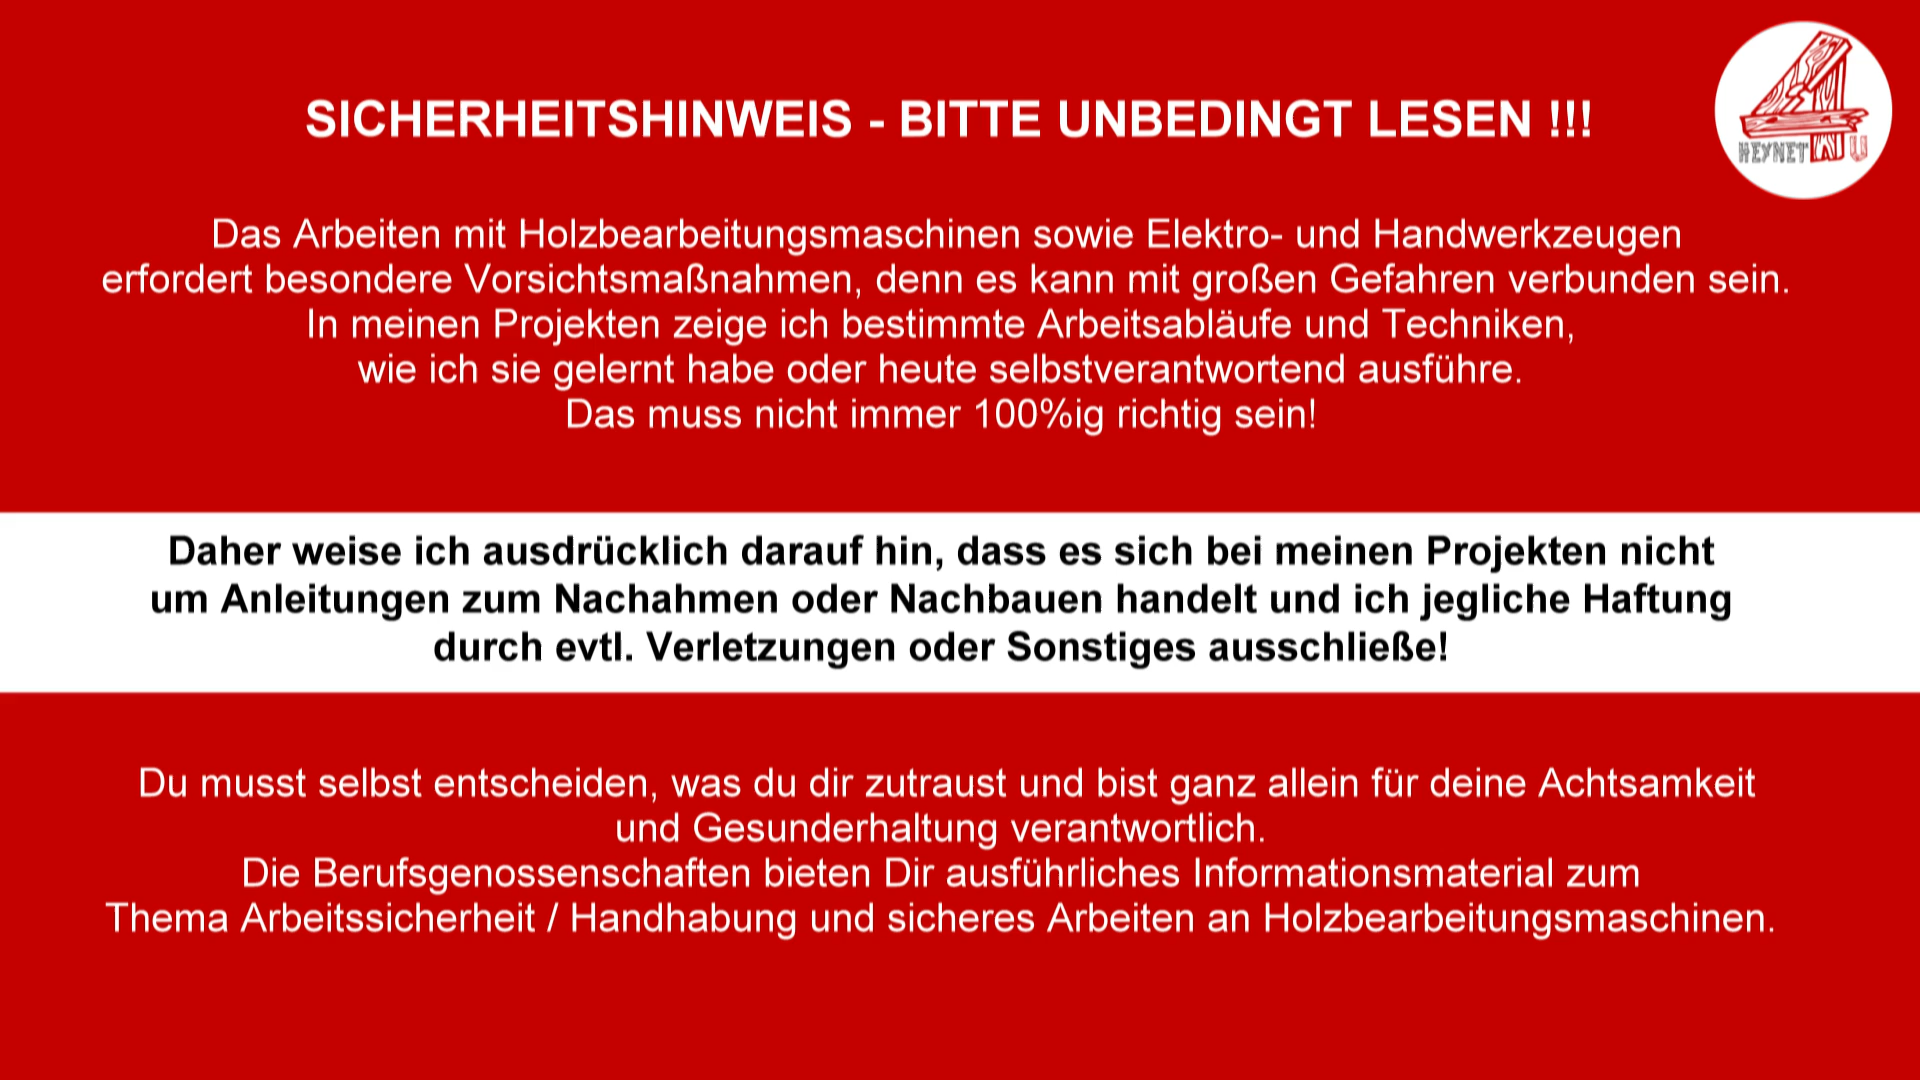 SICHERHEITSHINWEIS - BITTE UNBEDINGT LESEN !!!
HEYNET 4 U
Das Arbeiten mit Holzbearbeitungsmaschinen sowie Elektro- und Handwerkzeugen
erfordert besondere Vorsichtsmaßnahmen, denn es kann mit großen Gefahren verbunden sein.
In meinen Projekten zeige ich bestimmte Arbeitsabläufe und Techniken,
wie ich sie gelernt habe oder heute selbstverantwortend ausführe.
Das muss nicht immer 100%ig richtig sein!
Daher weise ich ausdrücklich darauf hin, dass es sich bei meinen Projekten nicht
um Anleitungen zum Nachahmen oder Nachbauen handelt und ich jegliche Haftung
durch evtl. Verletzungen oder Sonstiges ausschließe!
Du musst selbst entscheiden, was du dir zutraust und bist ganz allein für deine Achtsamkeit
und Gesunderhaltung verantwortlich.
Die Berufsgenossenschaften bieten Dir ausführliches Informationsmaterial zum
Thema Arbeitssicherheit / Handhabung und sicheres Arbeiten an Holzbearbeitungsmaschinen.